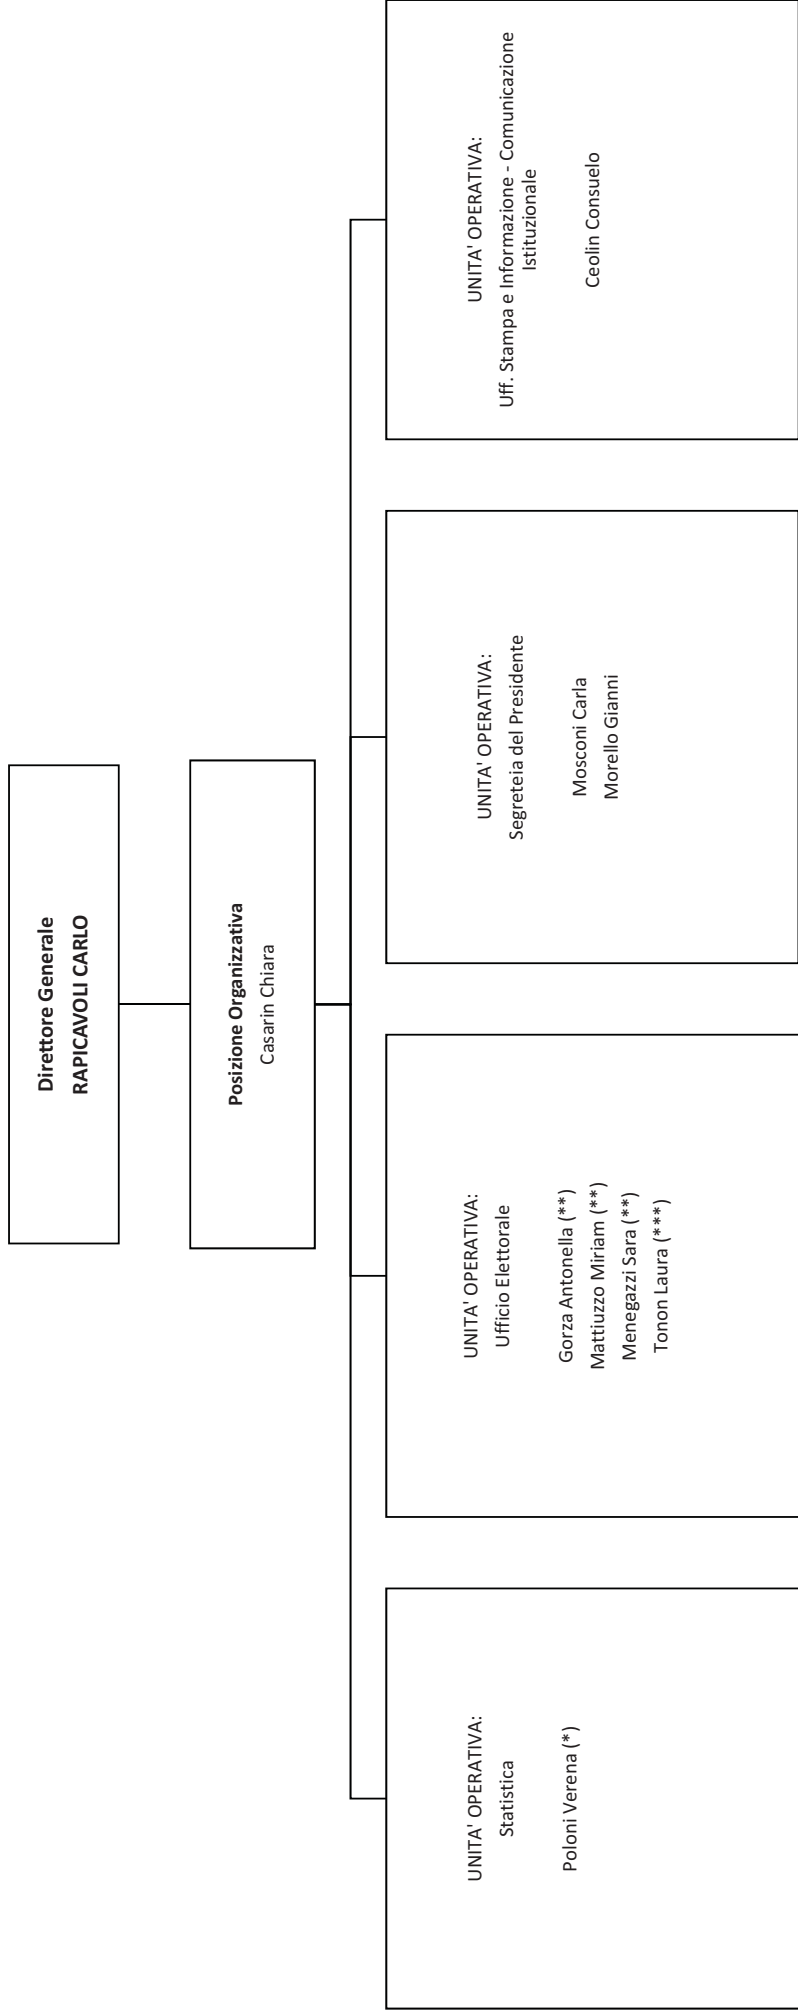 Direttore Generale
RAPICAVOLI CARLO
Posizione Organizzativa
Casarin Chiara
UNITA' OPERATIVA:
Statistica
Poloni Verena (*)
UNITA' OPERATIVA:
Ufficio Elettorale
Gorza Antonella (**)
Mattiuzzo Miriam (**)
Menegazzi Sara (**)
Tonon Laura (***)
UNITA' OPERATIVA:
Segreteia del Presidente
Mosconi Carla
Morello Gianni
UNITA' OPERATIVA:
Uff. Stampa e Informazione - Comunicazione
Istituzionale
Ceolin Consuelo